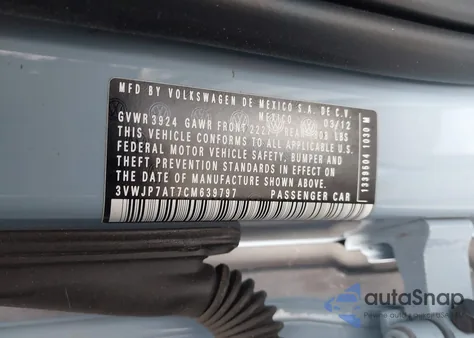 MFD BY VOLKSWAGEN DE MEXICO S.A. DE C.V.
MEXICO 03/12
GVWR 3924 GAWR FRONT LBS
THIS VEHICLE CONFORMS TO ALL U.S.
FEDERAL MOTOR VEHICLE SAFETY, BUMPER AND
THEFT PREVENTION STANDARDS IN EFFECT ON
THE DATE OF MANUFACTURE SHOWN ABOVE.
3VWJP7AT7CM639797 PASSENGER CAR
1339604 1030 M
autoSnap